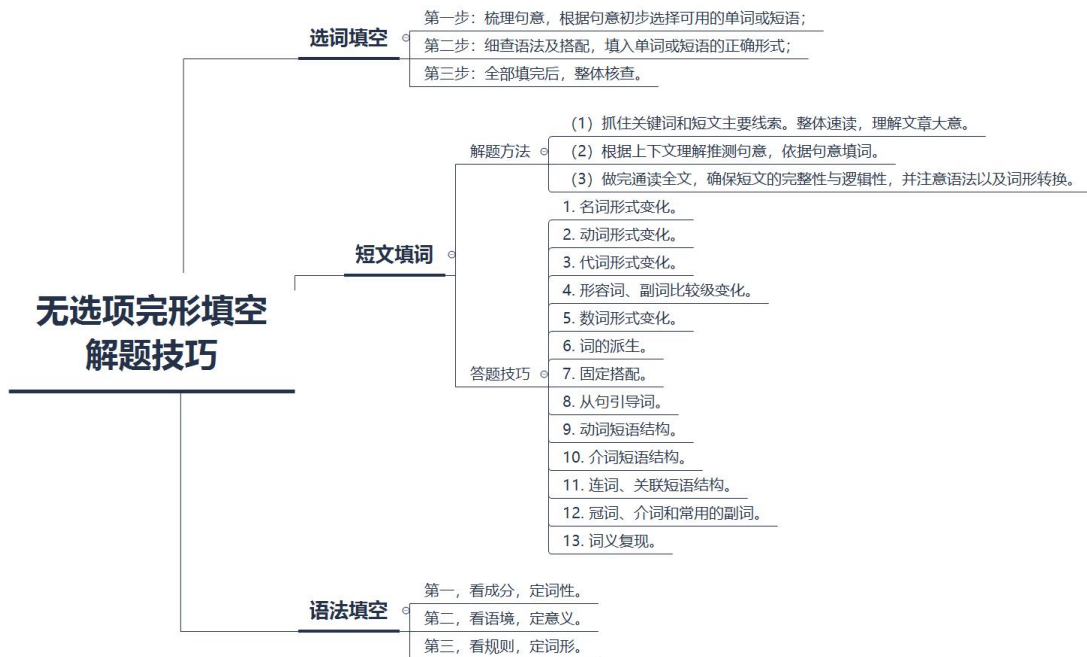 无选项完形填空
解题技巧
选词填空
第一步：梳理句意，根据句意初步选择可用的单词或短语；
第二步：细查语法及搭配，填入单词或短语的正确形式；
第三步：全部填完后，整体核查。
短文填词
解题方法
（1）抓住关键词和短文主要线索。整体速读，理解文章大意。
（2）根据上下文理解推测句意，依据句意填词。
（3）做完通读全文，确保短文的完整性与逻辑性，并注意语法以及词形转换。
答题技巧
1. 名词形式变化。
2. 动词形式变化。
3. 代词形式变化。
4. 形容词、副词比较级变化。
5. 数词形式变化。
6. 词的派生。
7. 固定搭配。
8. 从句引导词。
9. 动词短语结构。
10. 介词短语结构。
11. 连词、关联短语结构。
12. 冠词、介词和常用的副词。
13. 词义复现。
语法填空
第一，看成分，定词性。
第二，看语境，定意义。
第三，看规则，定词形。